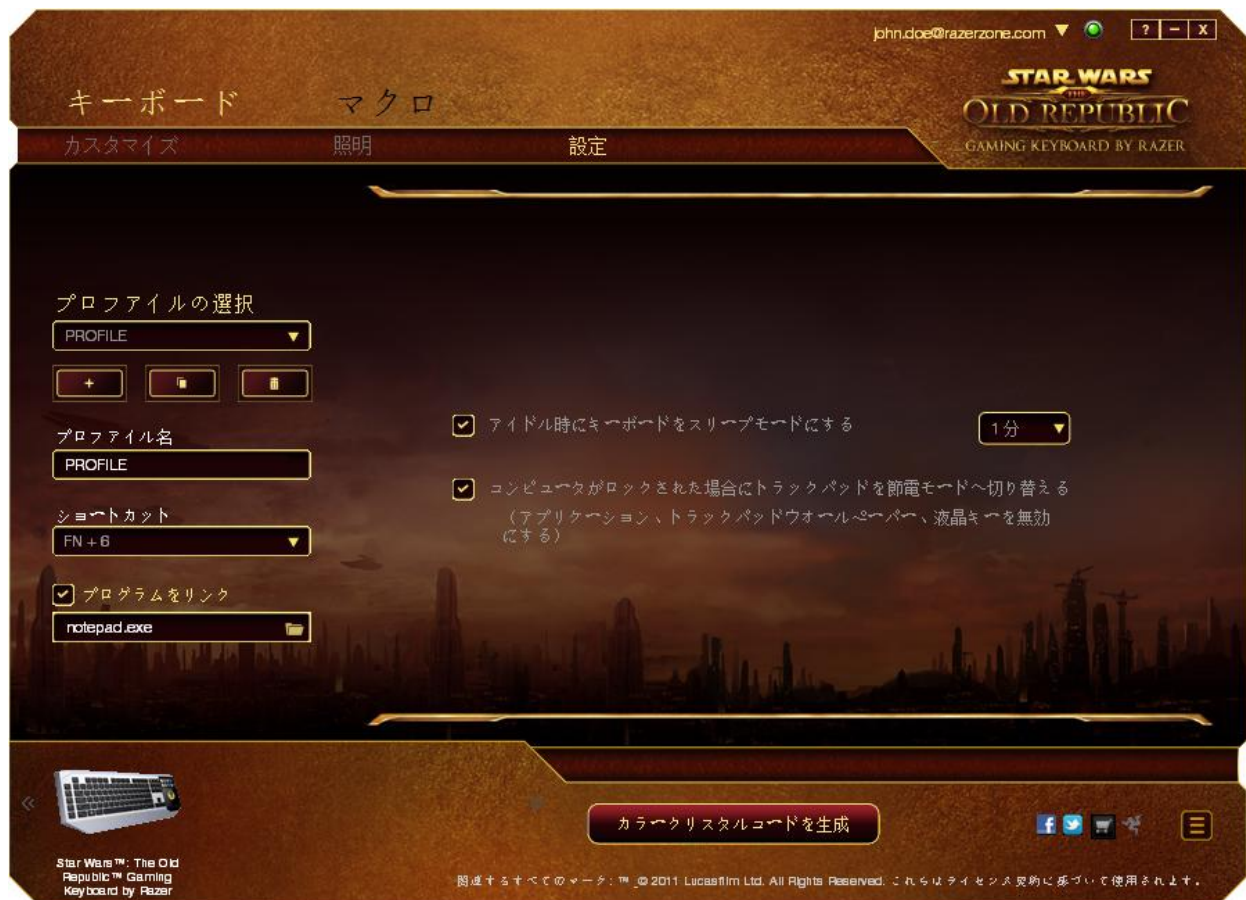 john.doe@razerzone.com
? - X
キーボード マクロ
STAR WARS
THE
OLD REPUBLIC
GAMING KEYBOARD BY RAZER
カスタマイズ 照明 設定
プロファイルの選択
PROFILE
プロファイル名
PROFILE
ショートカット
FN + 6
プログラムをリンク
notepad.exe
アイドル時にキーボードをスリープモードにする 1分
コンピュータがロックされた場合にトラックパッドを節電モードへ切り替える
(アプリケーション、トラックパッドウオールペーパー、液晶キーを無効
にする)
カラークリスタルコードを生成
Star Wars™: The Old
Republic™ Gaming
Keyboard by Razer
関連するすべてのマーク: ™ © 2011 Lucasfilm Ltd. All Rights Reserved. これらはライセンス契約に基づいて使用されます。